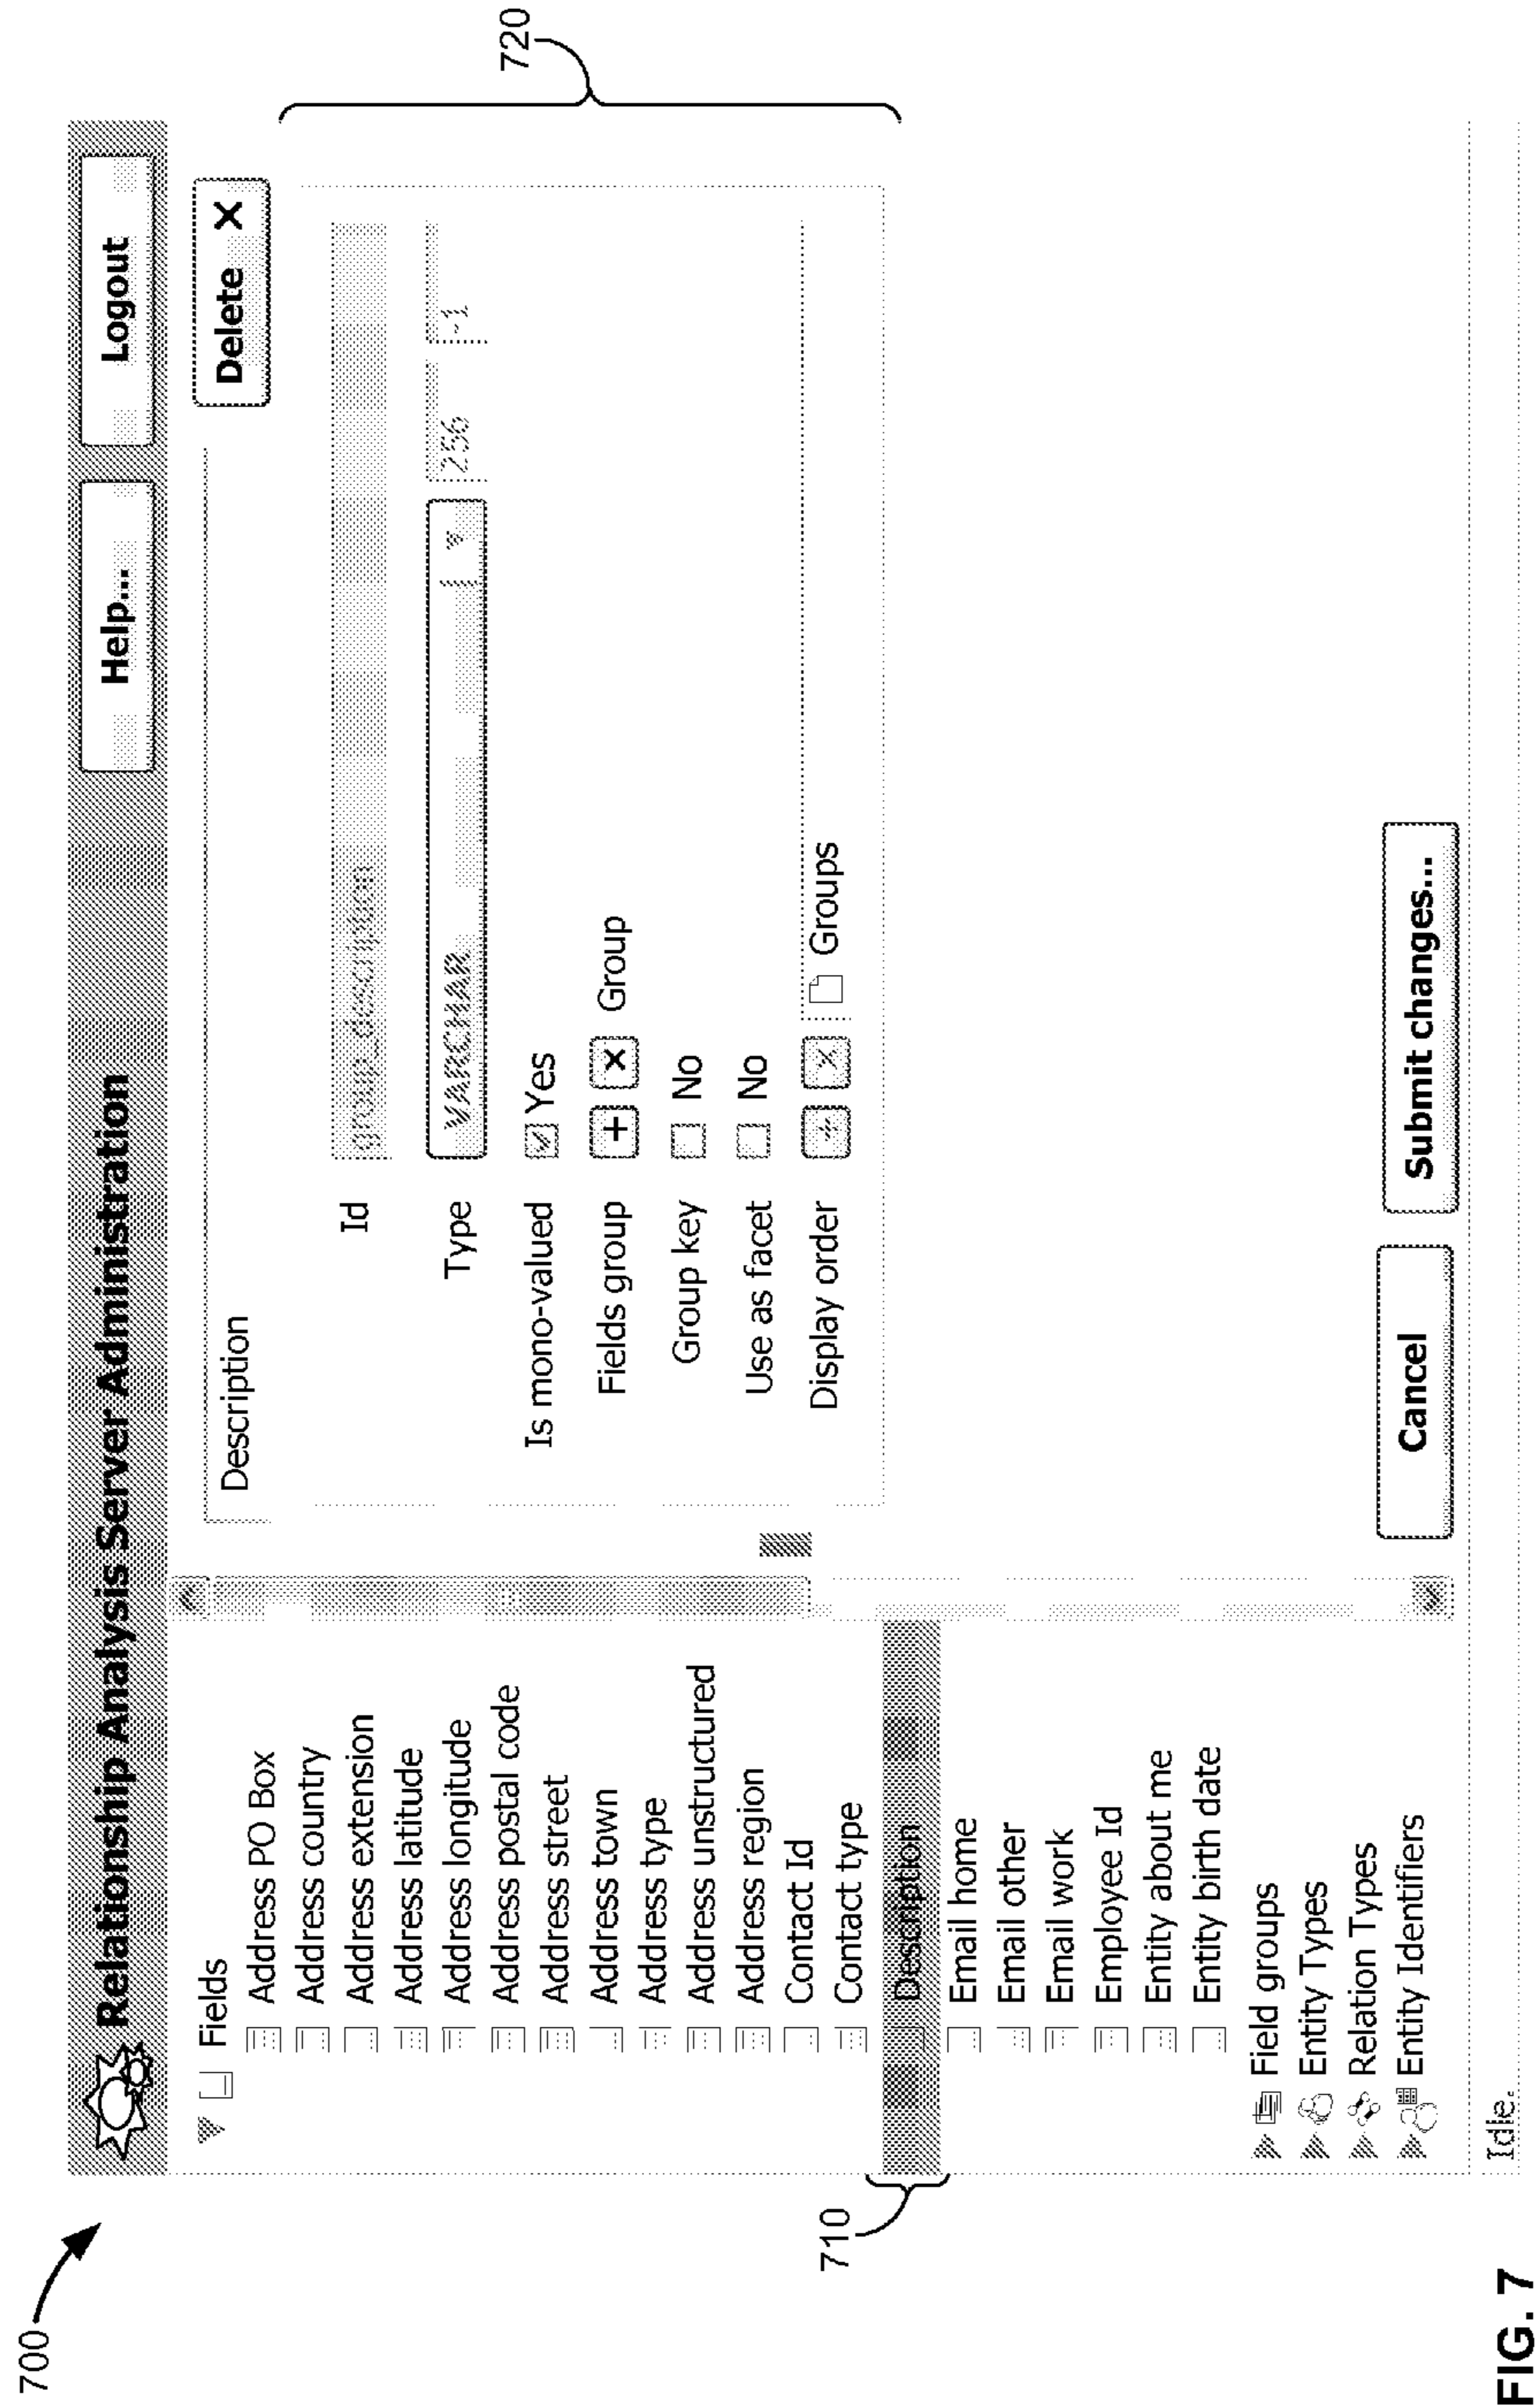 700
Relationship Analysis Server Administration
Help...
Logout
Fields
Address PO Box
Address country
Address extension
Address latitude
Address longitude
Address postal code
Address street
Address town
Address type
Address unstructured
Address region
Contact Id
Contact type
Description
Email home
Email other
Email work
Employee Id
Entity about me
Entity birth date
Field groups
Entity Types
Relation Types
Entity Identifiers
710
Description
Delete X
720
Id group_description
Type VARCHAR 256 -1
Is mono-valued Yes
Fields group + x Group
Group key No
Use as facet No
Display order + x Groups
Cancel
Submit changes...
Idle.
FIG. 7